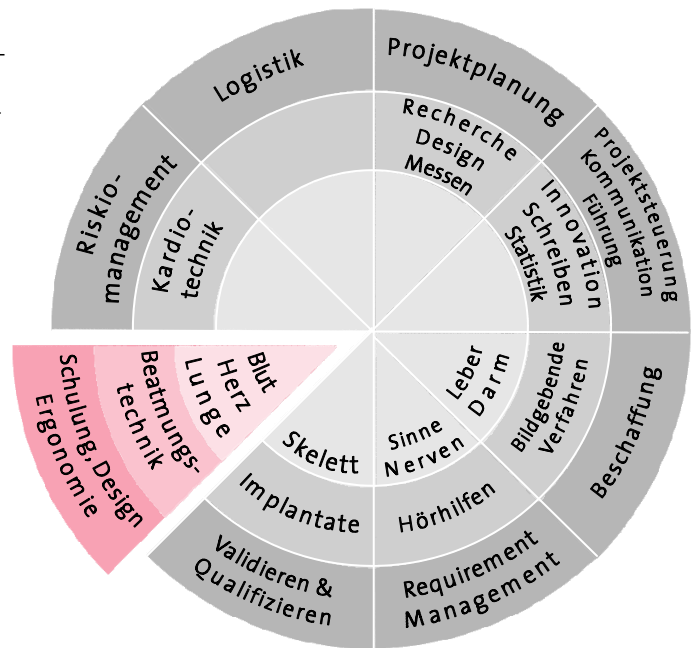 Logistik
Projektplanung
Recherche
Design
Messen
Projektsteuerung
Kommunikation
Führung
Innovation
Schreiben
Statistik
Riskio-
management
Kardio-
technik
Blut
Herz
Lunge
Beatmungs-
technik
Schulung, Design
Ergonomie
Leber
Darm
Bildgebende
Verfahren
Beschaffung
Sinne
Nerven
Hörhilfen
Requirement
Management
Skelett
Implantate
Validieren &
Qualifizieren